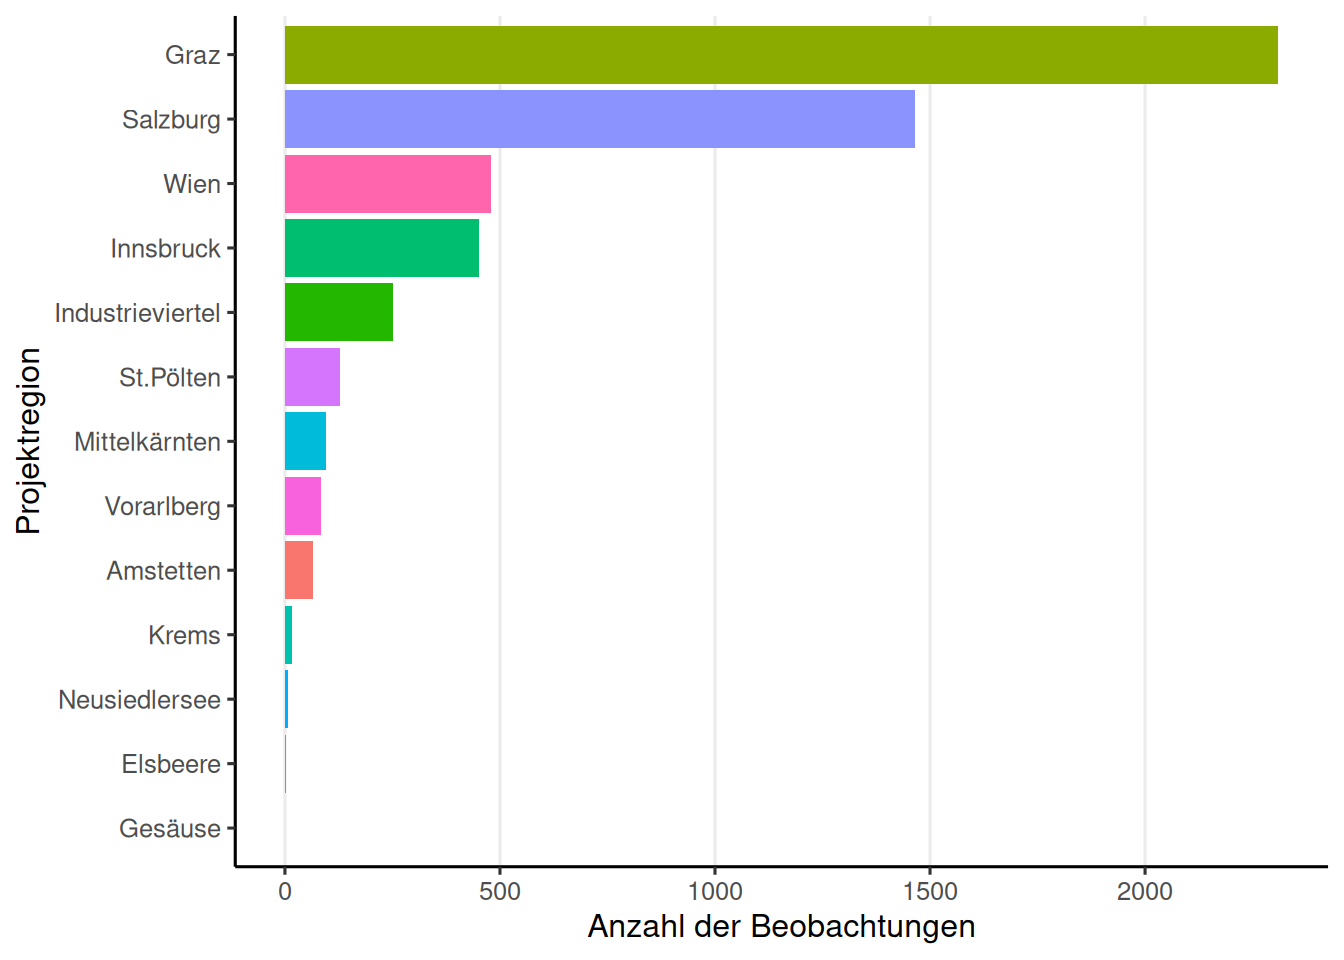 Graz
Salzburg
Wien
Innsbruck
Industrieviertel
St.Pölten
Mittelkärnten
Vorarlberg
Amstetten
Krems
Neusiedlersee
Elsbeere
Gesäuse
Projektregion
0 500 1000 1500 2000
Anzahl der Beobachtungen